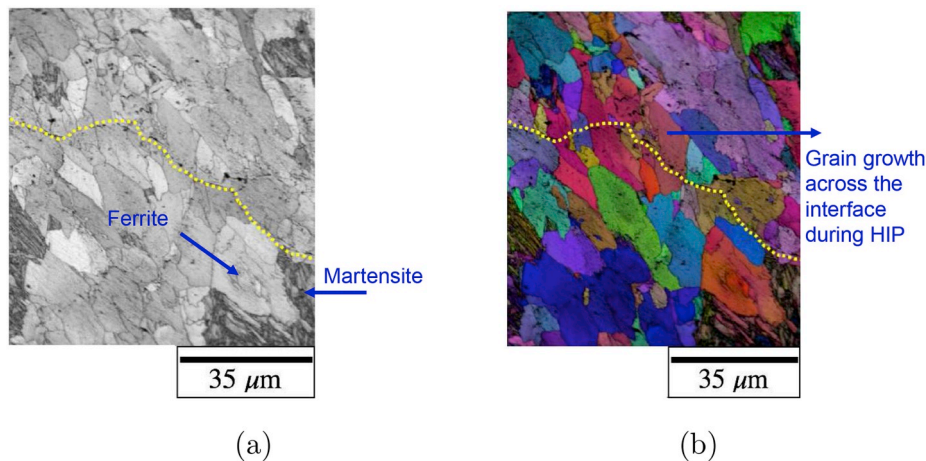 Ferrite
Martensite
35 μm
(a)
Grain growth
across the
interface
during HIP
35 μm
(b)